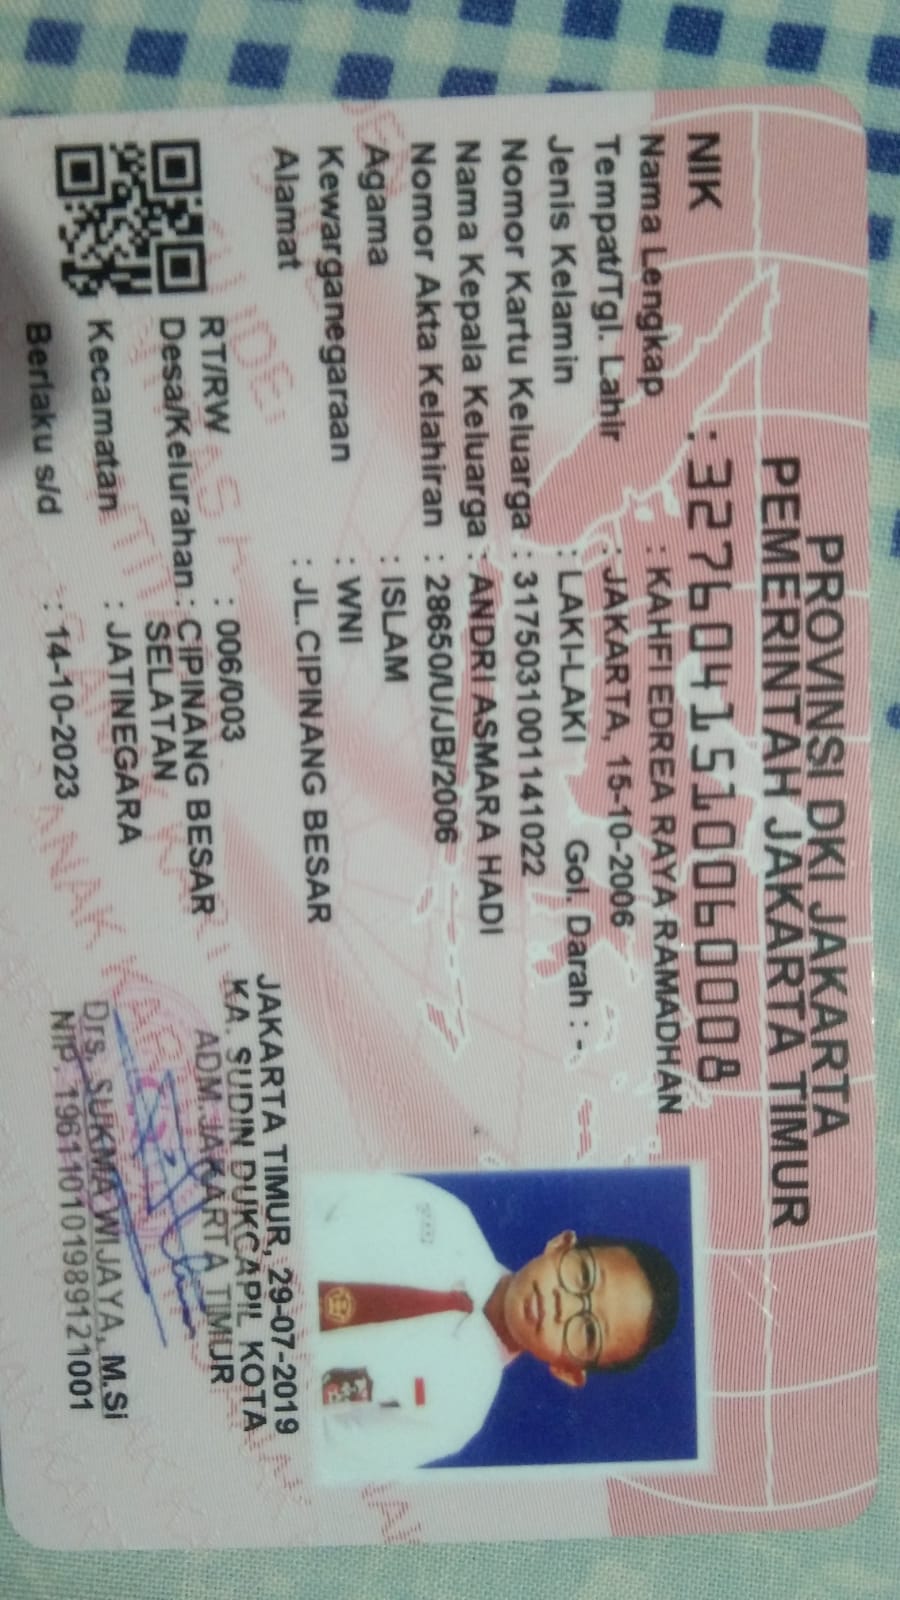 PROVINSI DKI JAKARTA
PEMERINTAH JAKARTA TIMUR
NIK : 3276041510060008
Nama Lengkap : KAHFI EDREA RAYA RAMADHAN
Tempat/Tgl. Lahir : JAKARTA, 15-10-2006
Jenis Kelamin : LAKI-LAKI Gol. Darah : -
Nomor Kartu Keluarga : 3175031001141022
Nama Kepala Keluarga : ANDRI ASMARA HADI
Nomor Akta Kelahiran : 28650/U/JB/2006
Agama : ISLAM
Kewarganegaraan : WNI
Alamat : JL.CIPINANG BESAR
RT/RW : 006/003
Desa/Kelurahan : CIPINANG BESAR
SELATAN
Kecamatan : JATINEGARA
Berlaku s/d : 14-10-2023
JAKARTA TIMUR, 29-07-2019
KA. SUDIN DUKCAPIL KOTA
ADM.JAKARTA TIMUR
Drs. SUKMAWIJAYA, M.Si
NIP. 196110101989121001